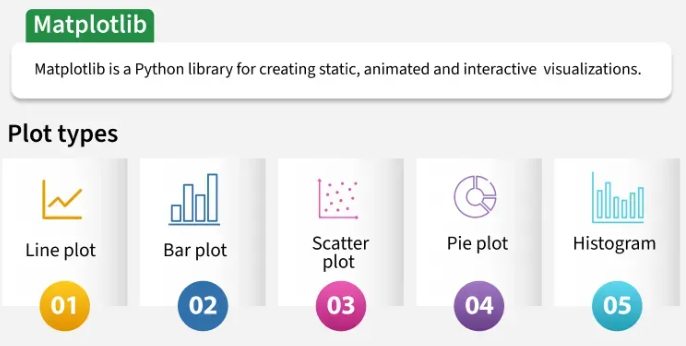 Matplotlib
Matplotlib is a Python library for creating static, animated and interactive visualizations.
Plot types
Line plot
01
Bar plot
02
Scatter
plot
03
Pie plot
04
Histogram
05